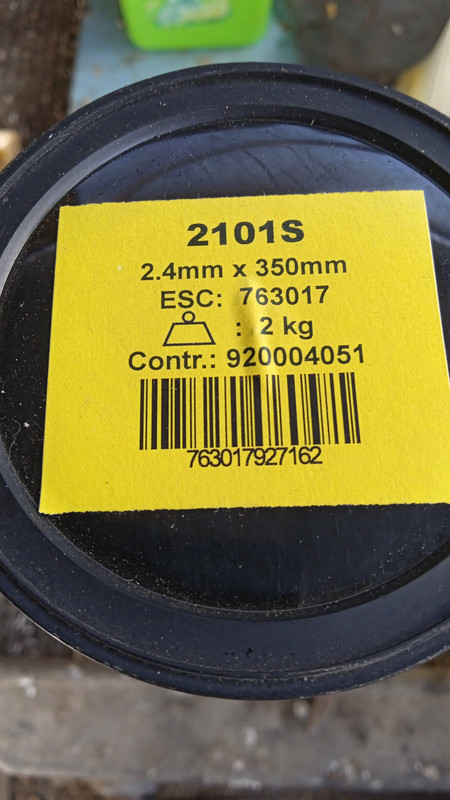 2101S
2.4mm x 350mm
ESC: 763017
: 2 kg
Contr.: 920004051
763017927162